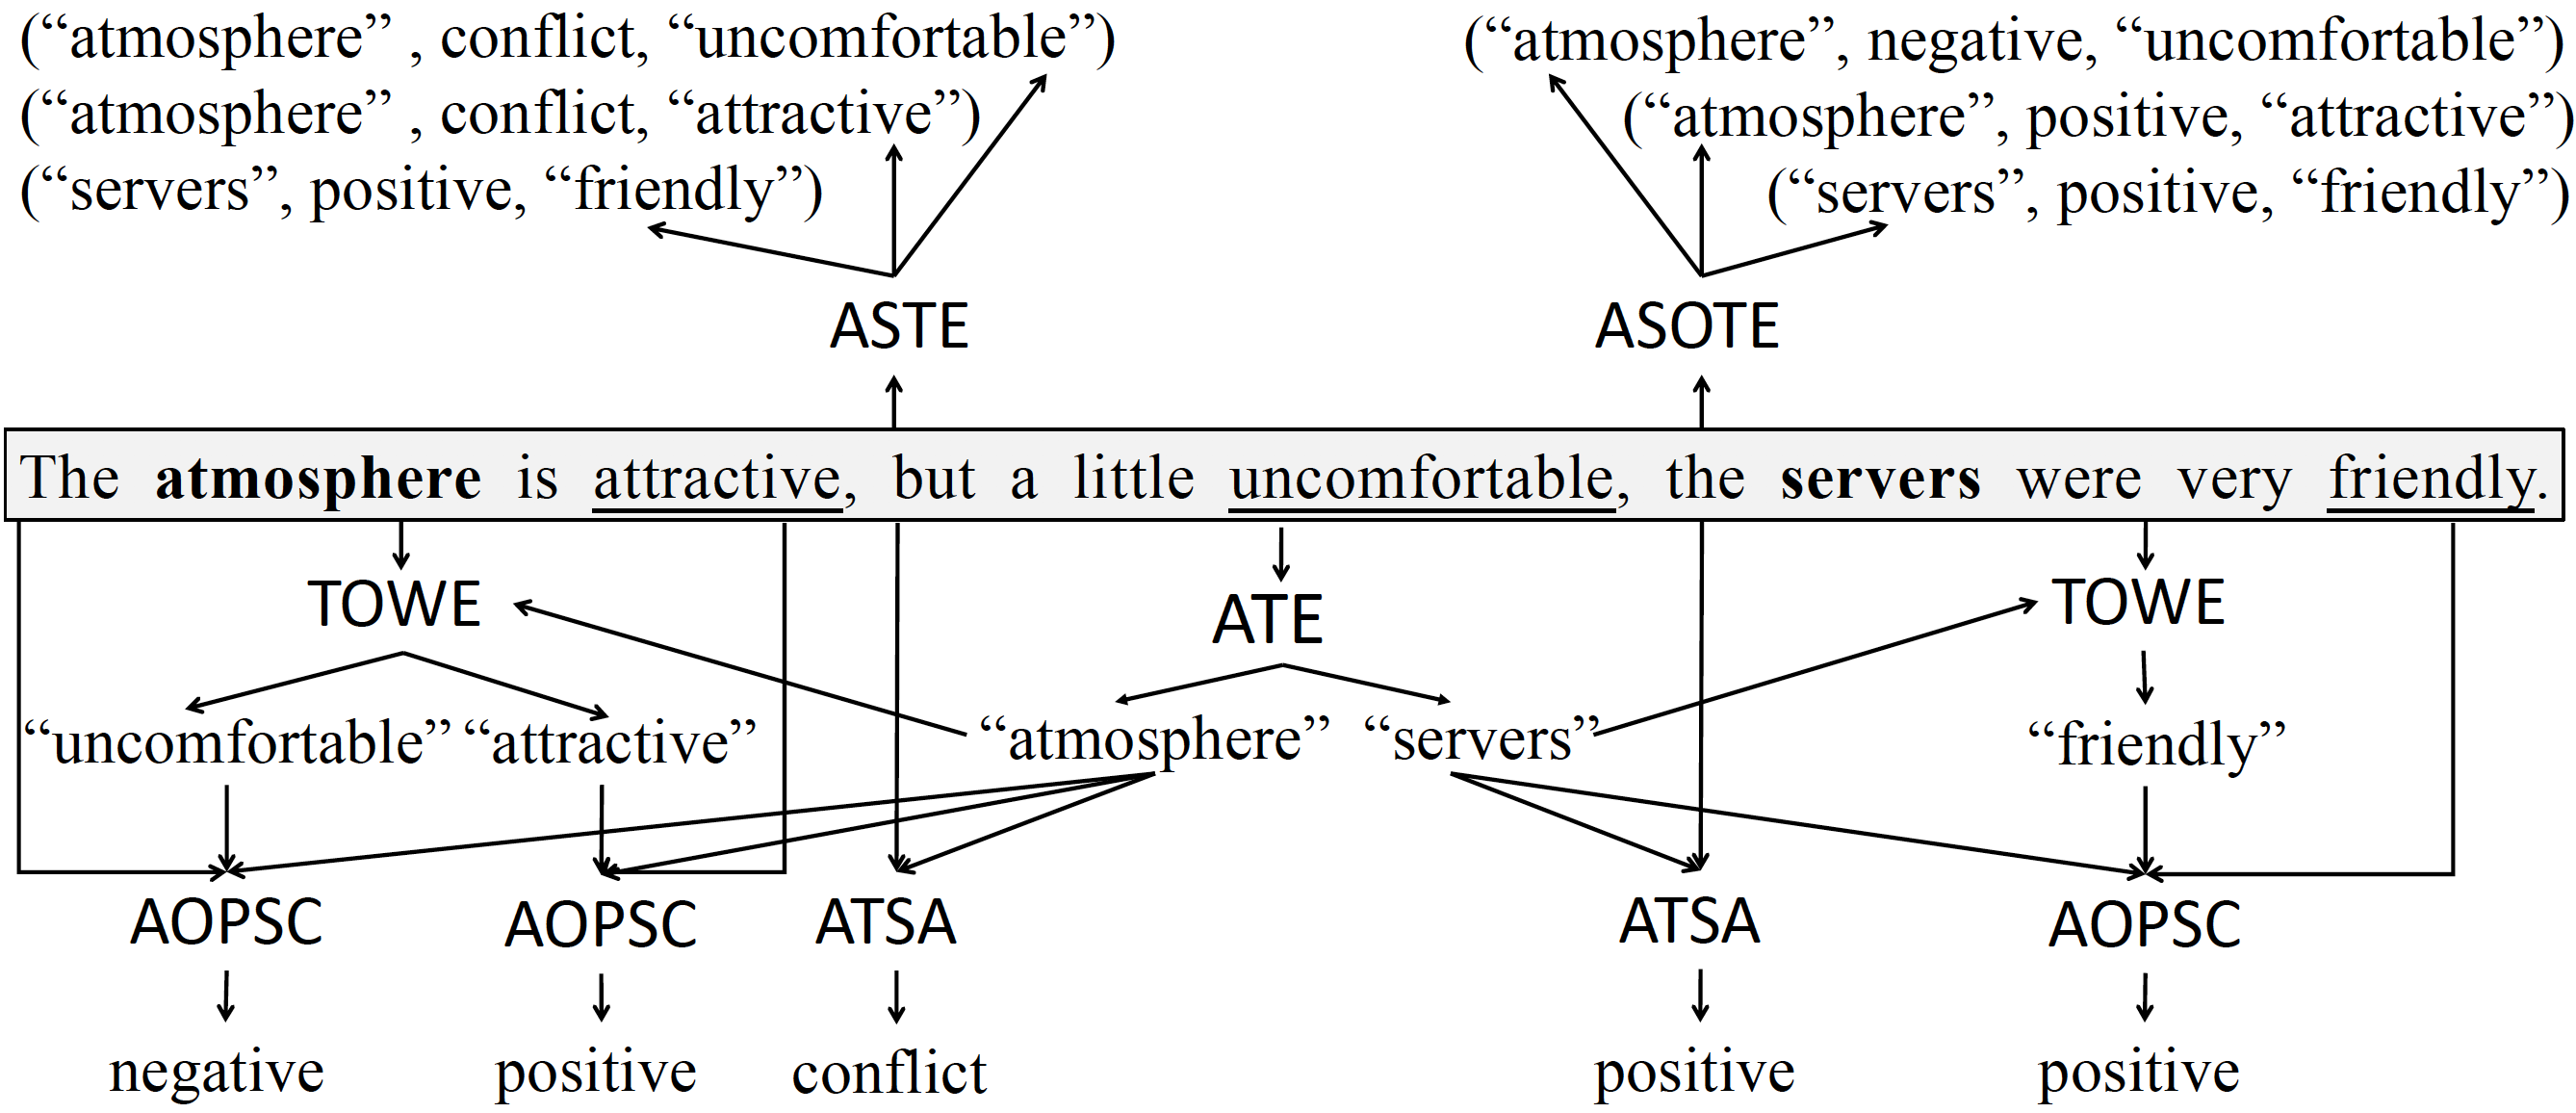 (“atmosphere” , conflict, “uncomfortable”)
(“atmosphere” , conflict, “attractive”)
(“servers”, positive, “friendly”)
(“atmosphere”, negative, “uncomfortable”)
(“atmosphere”, positive, “attractive”)
(“servers”, positive, “friendly”)
ASTE ASOTE
The atmosphere is attractive, but a little uncomfortable, the servers were very friendly.
TOWE ATE TOWE
“uncomfortable” “attractive” “atmosphere” “servers” “friendly”
AOPSC AOPSC ATSA ATSA AOPSC
negative positive conflict positive positive